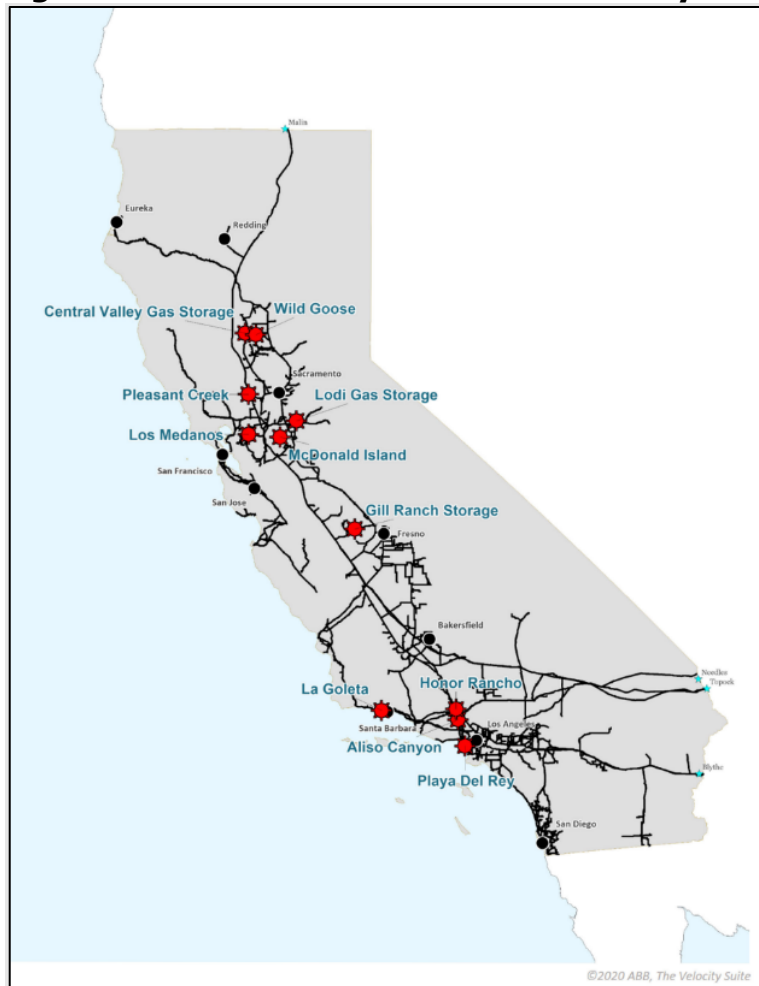 Malin
Eureka
Redding
Central Valley Gas Storage
Wild Goose
Sacramento
Pleasant Creek
Lodi Gas Storage
Los Medanos
McDonald Island
San Francisco
San Jose
Gill Ranch Storage
Fresno
Bakersfield
Needles
Topock
La Goleta
Honor Rancho
Santa Barbara
Los Angeles
Aliso Canyon
Blythe
Playa Del Rey
San Diego
©2020 ABB, The Velocity Suite